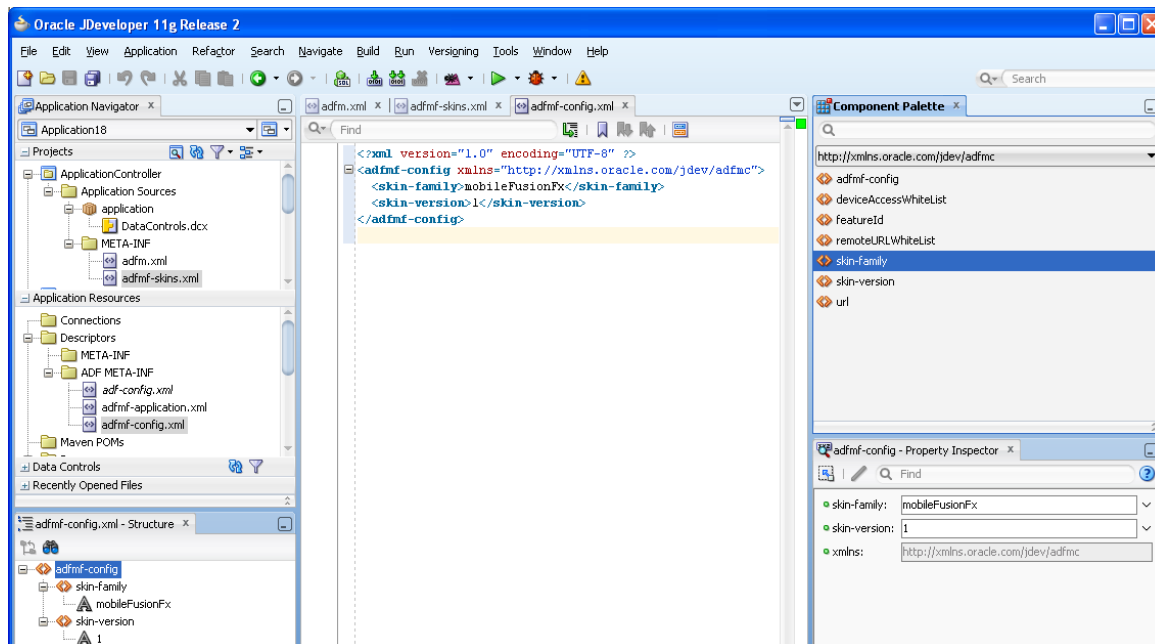 Oracle JDeveloper 11g Release 2
File Edit View Application Refactor Search Navigate Build Run Versioning Tools Window Help
Search
Application Navigator x
Application18
Projects
ApplicationController
Application Sources
application
DataControls.dcx
META-INF
adfm.xml
adfmf-skins.xml
Application Resources
Connections
Descriptors
META-INF
ADF META-INF
adf-config.xml
adfmf-application.xml
adfmf-config.xml
Maven POMs
Data Controls
Recently Opened Files
adfmf-config.xml - Structure x
adfmf-config
skin-family
mobileFusionFx
skin-version
1
adfm.xml x adfmf-skins.xml x adfmf-config.xml x
Find
<?xml version="1.0" encoding="UTF-8" ?>
<adfmf-config xmlns="http://xmlns.oracle.com/jdev/adfmc">
<skin-family>mobileFusionFx</skin-family>
<skin-version>1</skin-version>
</adfmf-config>
Component Palette x
http://xmlns.oracle.com/jdev/adfmc
adfmf-config
deviceAccessWhiteList
featureId
remoteURLWhiteList
skin-family
skin-version
url
adfmf-config - Property Inspector x
Find
skin-family: mobileFusionFx
skin-version: 1
xmlns: http://xmlns.oracle.com/jdev/adfmc